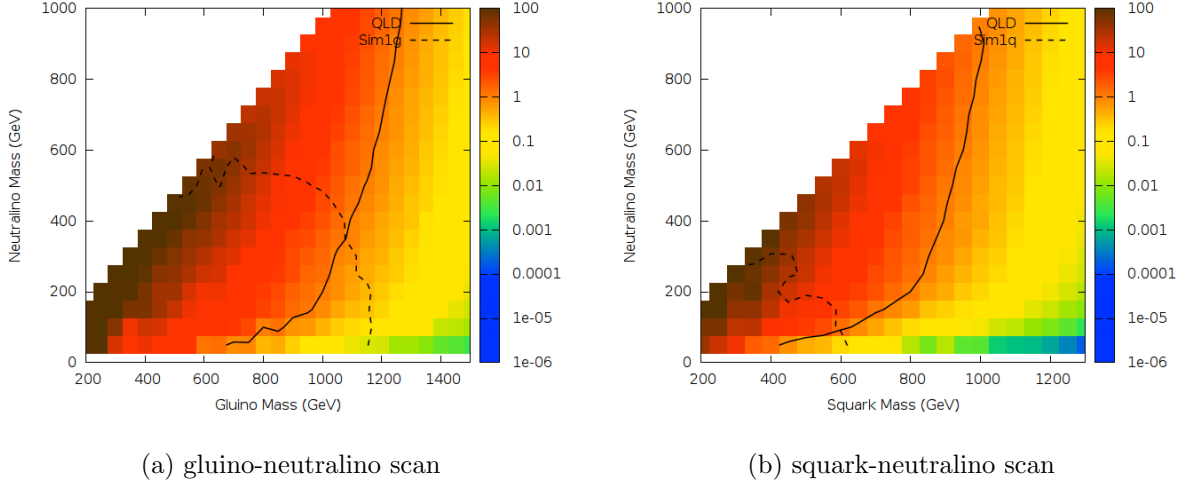 1000
800
600
400
200
0
Neutralino Mass (GeV)
200 400 600 800 1000 1200 1400
Gluino Mass (GeV)
QLD
Sim1g
100
10
1
0.1
0.01
0.001
0.0001
1e-05
1e-06
(a) gluino-neutralino scan
1000
800
600
400
200
0
Neutralino Mass (GeV)
200 400 600 800 1000 1200
Squark Mass (GeV)
QLD
Sim1q
100
10
1
0.1
0.01
0.001
0.0001
1e-05
1e-06
(b) squark-neutralino scan